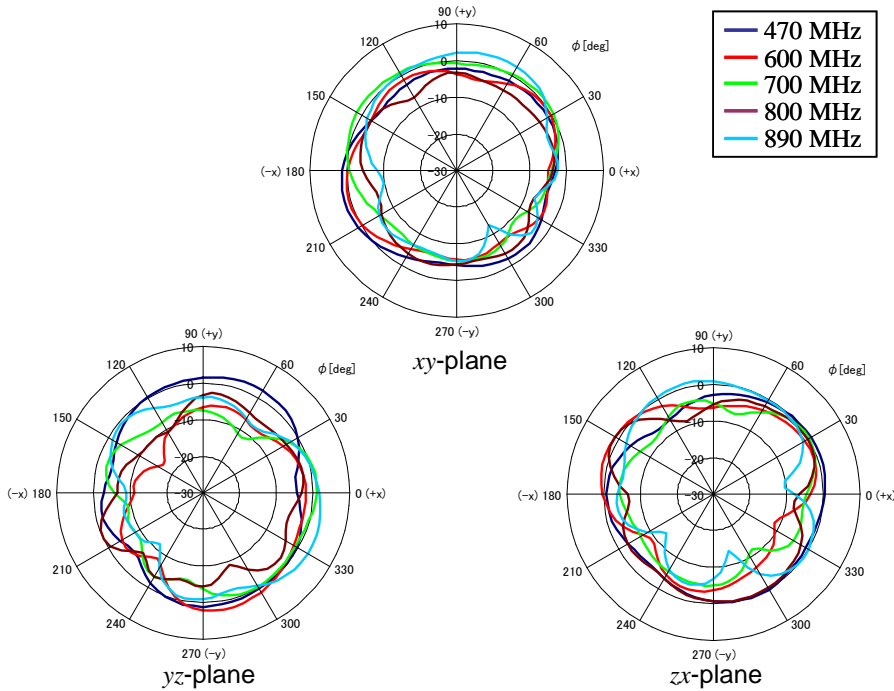 90 (+y)
120
10
60
ϕ [deg]
0
150
-10
30
-20
(-x) 180
-30
0 (+x)
210
330
240
300
270 (-y)
xy-plane
470 MHz
600 MHz
700 MHz
800 MHz
890 MHz
90 (+y)
120
10
60
ϕ [deg]
0
150
-10
30
-20
(-x) 180
-30
0 (+x)
210
330
240
300
270 (-y)
yz-plane
90 (+y)
120
10
60
ϕ [deg]
0
150
-10
30
-20
(-x) 180
-30
0 (+x)
210
330
240
300
270 (-y)
zx-plane